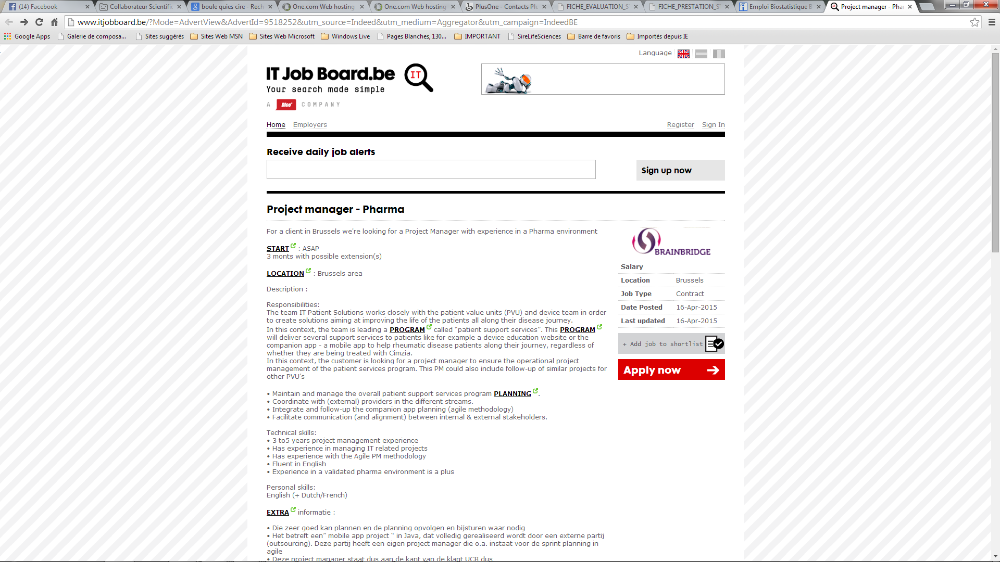 (14) Facebook
Collaborateur Scientific
boule quies cire - Rech
One.com Web hosting
One.com Web hosting
PlusOne - Contacts Plu
FICHE_EVALUATION_S
FICHE_PRESTATION_S
Emploi Biostatistique B
Project manager - Phar
www.itjobboard.be/?Mode=AdvertView&AdvertId=9518252&utm_source=Indeed&utm_medium=Aggregator&utm_campaign=IndeedBE
Google Apps
Galerie de composa...
Sites suggérés
Sites Web MSN
Sites Web Microsoft
Windows Live
Pages Blanches, 130...
IMPORTANT
SireLifeSciences
Barre de favoris
Importés depuis IE
Language
IT Job Board.be IT
Your search made simple
A Dice COMPANY
Home Employers Register Sign In
Receive daily job alerts
Sign up now
Project manager - Pharma
For a client in Brussels we're looking for a Project Manager with experience in a Pharma environment
START : ASAP
3 monts with possible extension(s)
LOCATION : Brussels area
Description :
Responsibilities:
The team IT Patient Solutions works closely with the patient value units (PVU) and device team in order
to create solutions aiming at improving the life of the patients all along their disease journey.
In this context, the team is leading a PROGRAM called “patient support services”. This PROGRAM
will deliver several support services to patients like for example a device education website or the
companion app - a mobile app to help rheumatic disease patients along their journey, regardless of
whether they are being treated with Cimzia.
In this context, the customer is looking for a project manager to ensure the operational project
management of the patient services program. This PM could also include follow-up of similar projects for
other PVU’s
• Maintain and manage the overall patient support services program PLANNING.
• Coordinate with (external) providers in the different streams.
• Integrate and follow-up the companion app planning (agile methodology)
• Facilitate communication (and alignment) between internal & external stakeholders.
Technical skills:
• 3 to5 years project management experience
• Has experience in managing IT related projects
• Has experience with the Agile PM methodology
• Fluent in English
• Experience in a validated pharma environment is a plus
Personal skills:
English (+ Dutch/French)
EXTRA informatie :
• Die zeer goed kan plannen en de planning opvolgen en bijsturen waar nodig
• Het betreft een” mobile app project “ in Java, dat volledig gerealiseerd wordt door een externe partij
(outsourcing). Deze partij heeft een eigen project manager die o.a. instaat voor de sprint planning in
agile
• Deze project manager staat dus aan de kant van de klant UCB dus
BRAINBRIDGE
Salary
Location Brussels
Job Type Contract
Date Posted 16-Apr-2015
Last updated 16-Apr-2015
+ Add job to shortlist
Apply now